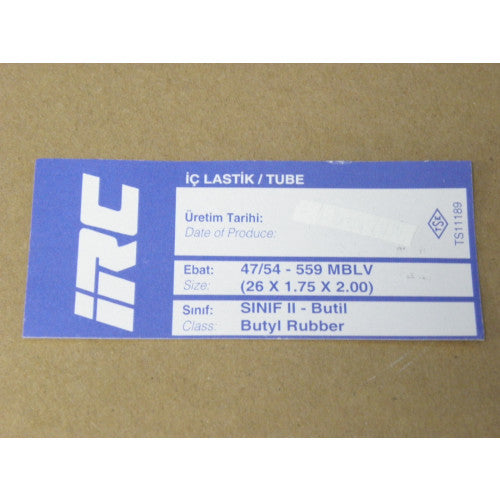 IRC
İÇ LASTİK / TUBE
Üretim Tarihi:
Date of Produce:
TSE
TS11189
Ebat: 47/54 - 559 MBLV
Size: (26 X 1.75 X 2.00)
Sınıf: SINIF II - Butil
Class: Butyl Rubber